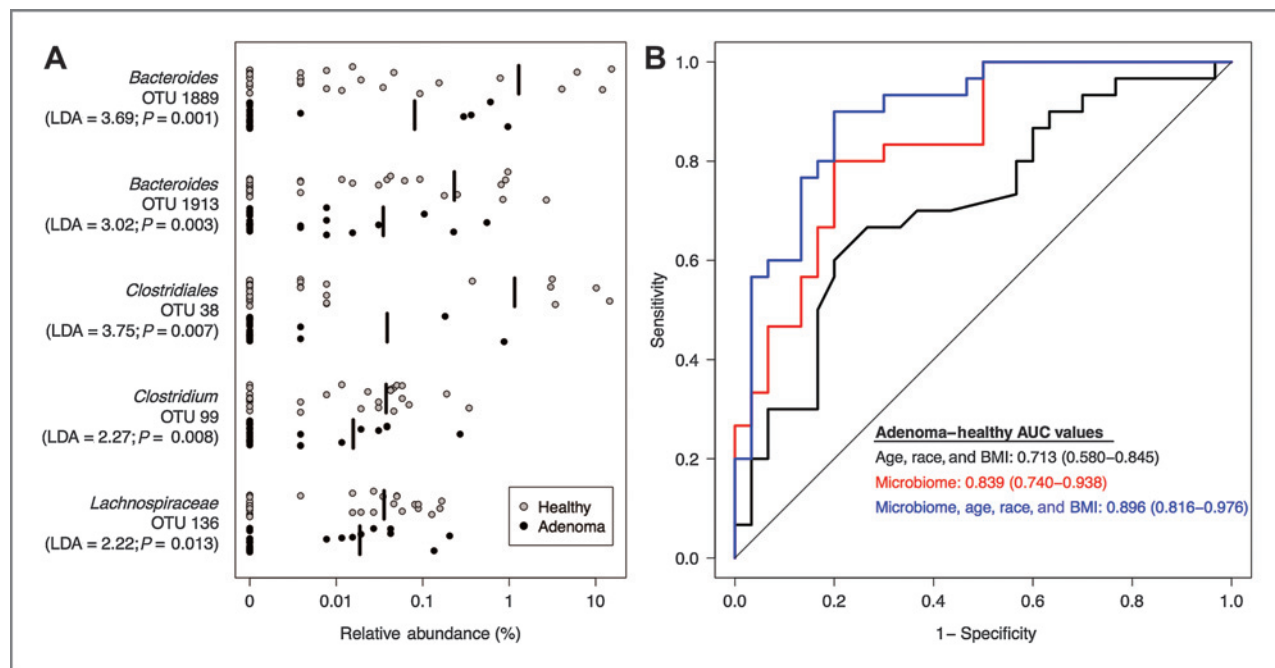 A
Bacteroides
OTU 1889
(LDA = 3.69; P = 0.001)
Bacteroides
OTU 1913
(LDA = 3.02; P = 0.003)
Clostridiales
OTU 38
(LDA = 3.75; P = 0.007)
Clostridium
OTU 99
(LDA = 2.27; P = 0.008)
Lachnospiraceae
OTU 136
(LDA = 2.22; P = 0.013)
Healthy
Adenoma
0 0.01 0.1 1 10
Relative abundance (%)
B
1.0
0.8
0.6
0.4
0.2
0.0
Sensitivity
Adenoma–healthy AUC values
Age, race, and BMI: 0.713 (0.580–0.845)
Microbiome: 0.839 (0.740–0.938)
Microbiome, age, race, and BMI: 0.896 (0.816–0.976)
0.0 0.2 0.4 0.6 0.8 1.0
1– Specificity